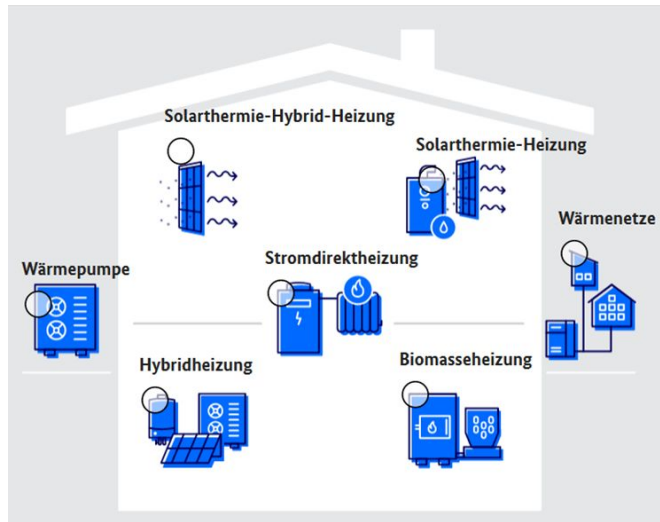 Solarthermie-Hybrid-Heizung
Solarthermie-Heizung
Wärmenetze
Wärmepumpe
Stromdirektheizung
Hybridheizung
Biomasseheizung